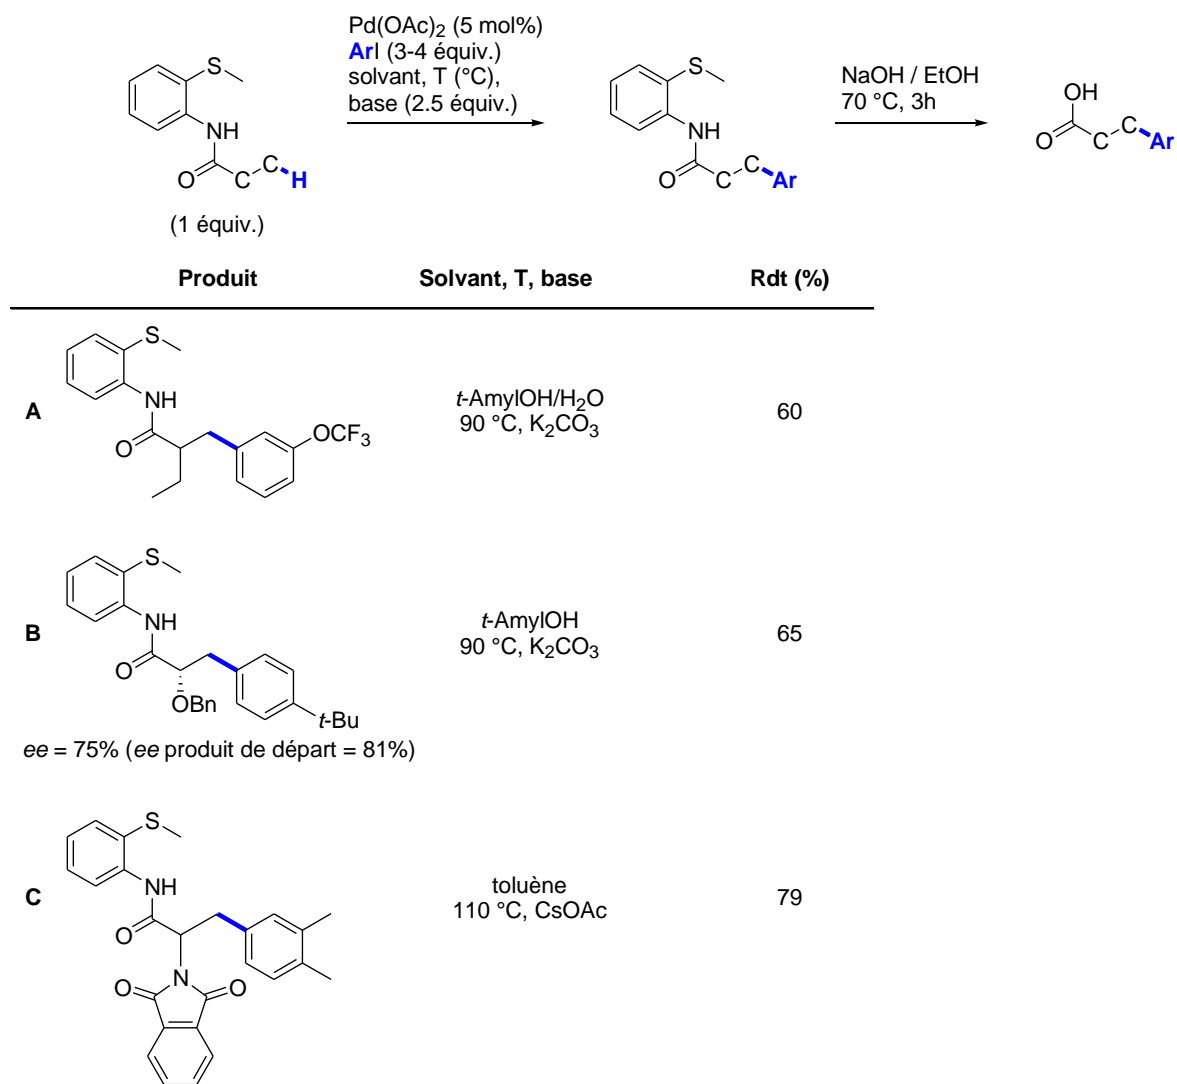 Pd(OAc)2 (5 mol%)
ArI (3-4 équiv.)
solvant, T (°C),
base (2.5 équiv.)
NaOH / EtOH
70 °C, 3h
S
NH
O
C
C
H
S
NH
O
C
C
Ar
OH
O
C
C
Ar
(1 équiv.)
Produit Solvant, T, base Rdt (%)
S
NH
O
OCF3
A
t-AmylOH/H2O
90 °C, K2CO3
60
S
NH
O
OBn
t-Bu
B
t-AmylOH
90 °C, K2CO3
65
ee = 75% (ee produit de départ = 81%)
S
NH
O
N
O
O
C
toluène
110 °C, CsOAc
79